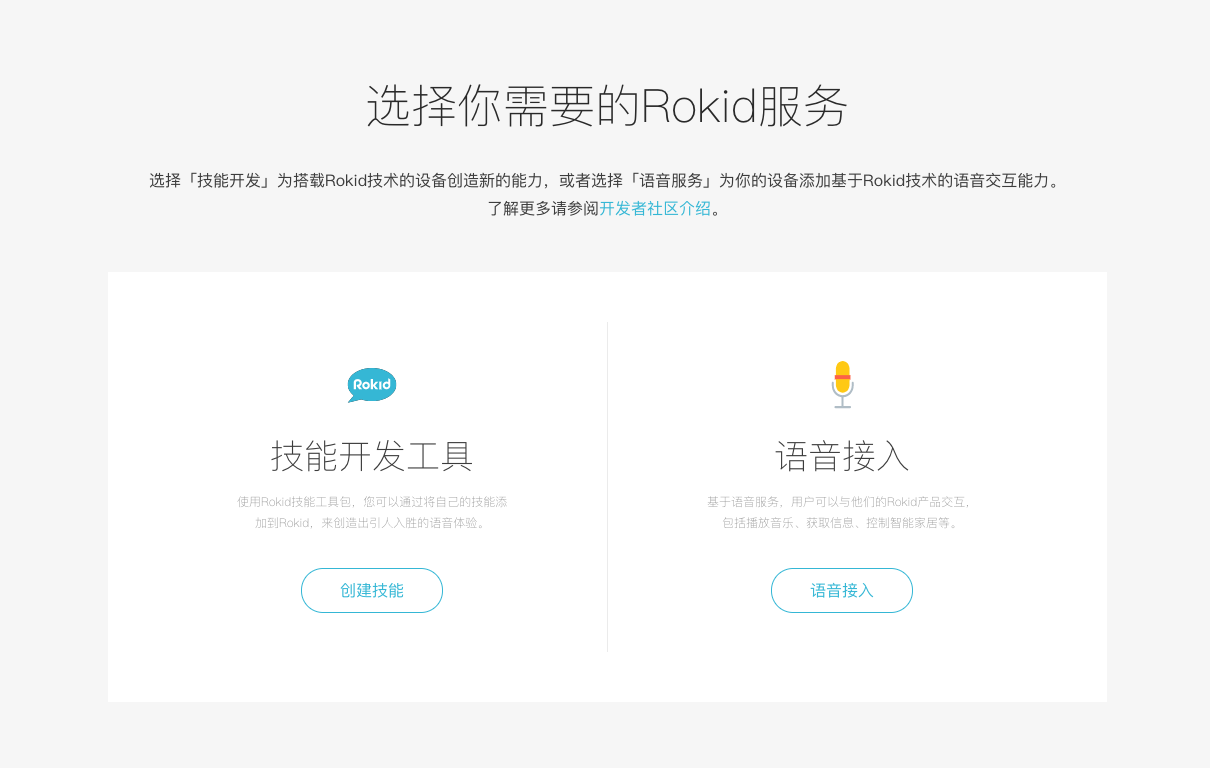 选择你需要的Rokid服务
选择「技能开发」为搭载Rokid技术的设备创造新的能力，或者选择「语音服务」为你的设备添加基于Rokid技术的语音交互能力。
了解更多请参阅开发者社区介绍。
Rokid
技能开发工具
使用Rokid技能工具包，您可以通过将自己的技能添
加到Rokid，来创造出引人入胜的语音体验。
创建技能
语音接入
基于语音服务，用户可以与他们的Rokid产品交互，
包括播放音乐、获取信息、控制智能家居等。
语音接入